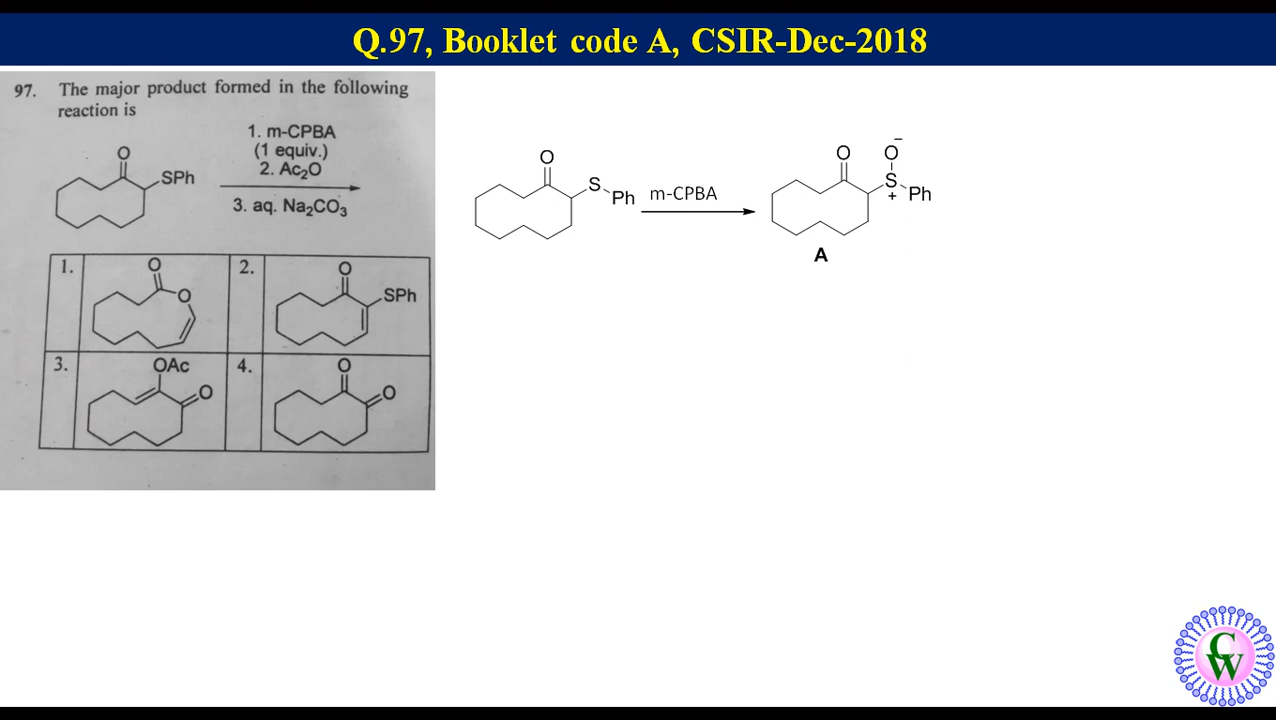 Q.97, Booklet code A, CSIR-Dec-2018
97. The major product formed in the following
reaction is
O
SPh
1. m-CPBA
(1 equiv.)
2. Ac2O
3. aq. Na2CO3
1.
O
O
2.
O
SPh
3.
OAc
O
4.
O
O
O
S
Ph
m-CPBA
O
O
−
S
+
Ph
A
C
W